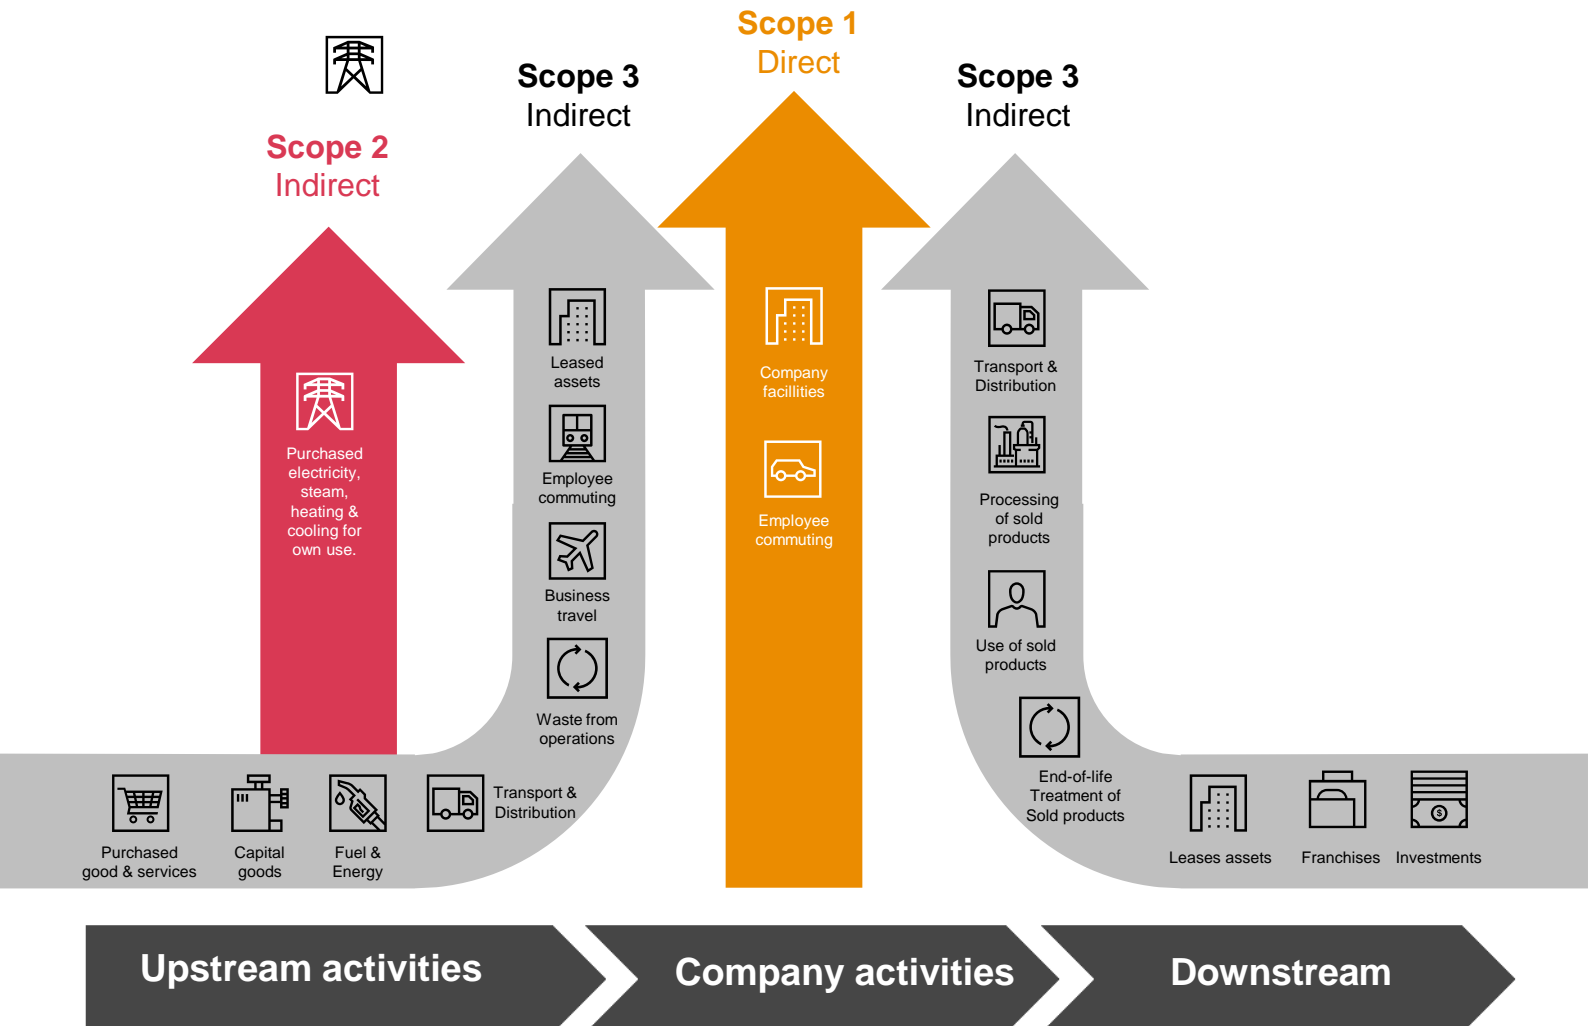 Scope 1
Direct
Scope 3
Indirect
Scope 3
Indirect
Scope 2
Indirect
Purchased
electricity,
steam,
heating &
cooling for
own use.
Leased
assets
Employee
commuting
Business
travel
Waste from
operations
Company
facillities
Employee
commuting
Transport &
Distribution
Processing
of sold
products
Use of sold
products
End-of-life
Treatment of
Sold products
Purchased
good & services
Capital
goods
Fuel &
Energy
Transport &
Distribution
Leases assets
Franchises
Investments
$
Upstream activities
Company activities
Downstream